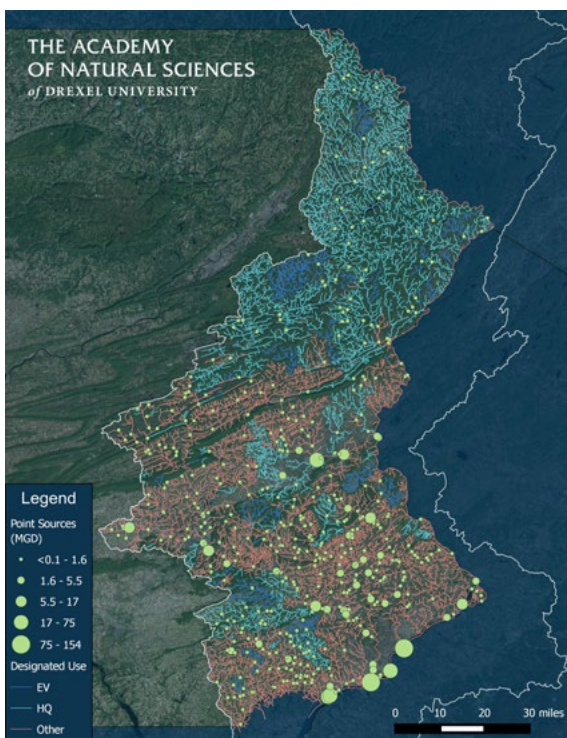 THE ACADEMY
OF NATURAL SCIENCES
of DREXEL UNIVERSITY
Legend
Point Sources
(MGD)
<0.1 - 1.6
1.6 - 5.5
5.5 - 17
17 - 75
75 - 154
Designated Use
EV
HQ
Other
0 10 20 30 miles